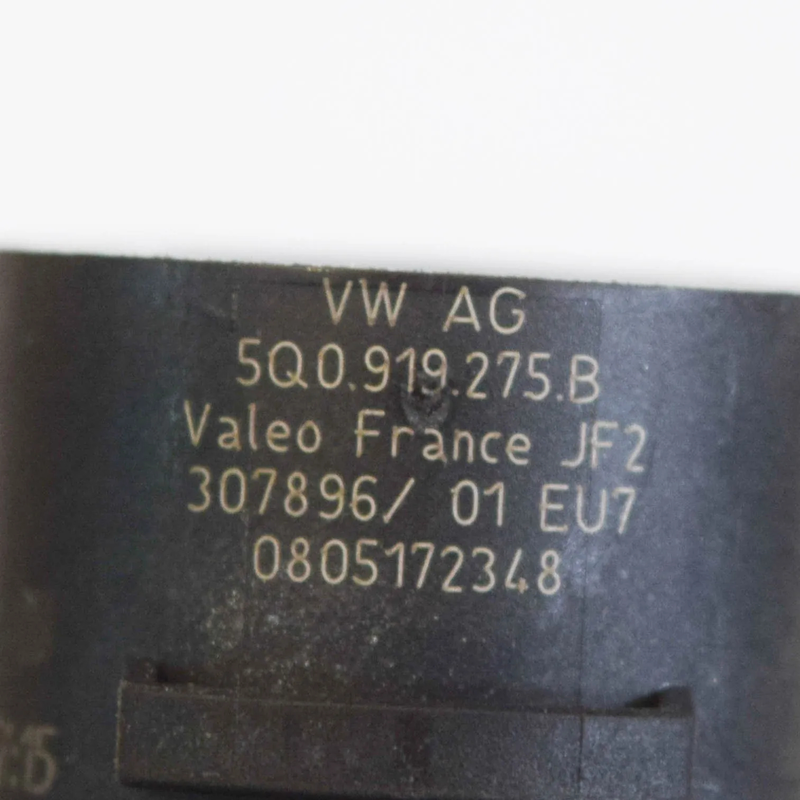 VW AG
5Q0.919.275.B
Valeo France JF2
307896/ 01 EU7
0805172348